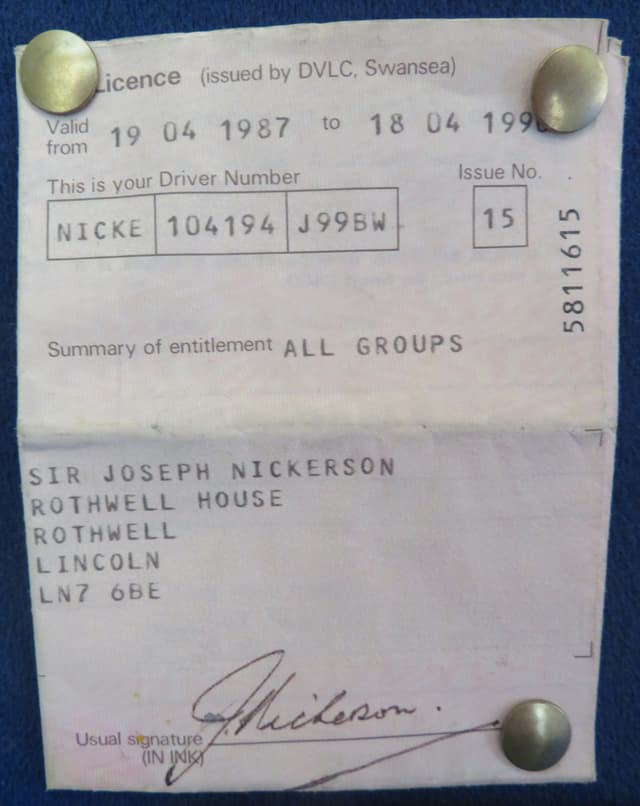 Licence (issued by DVLC, Swansea)
Valid from 19 04 1987 to 18 04 1990
This is your Driver Number
Issue No.
NICKE 104194 J99BW
15
5811615
Summary of entitlement ALL GROUPS
SIR JOSEPH NICKERSON
ROTHWELL HOUSE
ROTHWELL
LINCOLN
LN7 6BE
J Nickerson.
Usual signature
(IN INK)